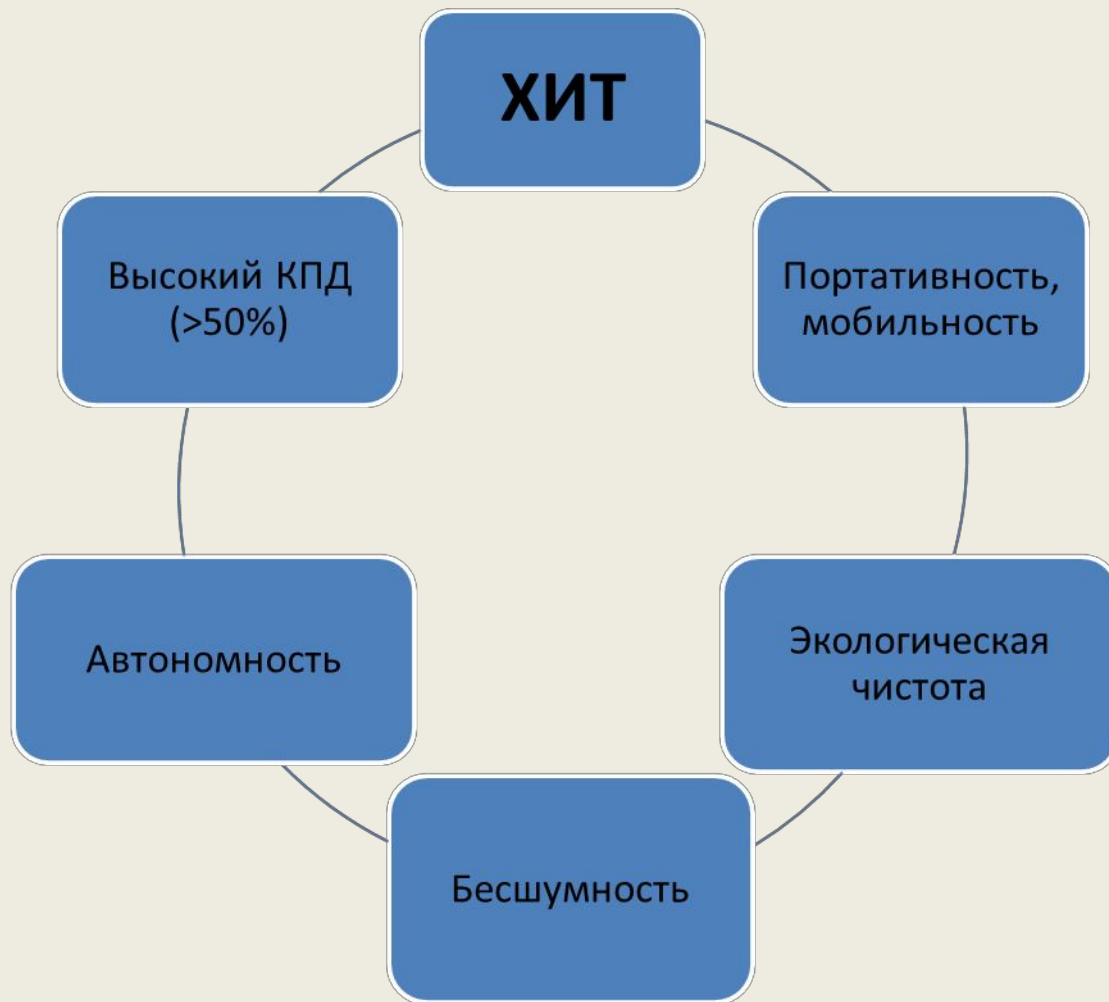 ХИТ
Портативность,
мобильность
Экологическая
чистота
Бесшумность
Автономность
Высокий КПД
(>50%)